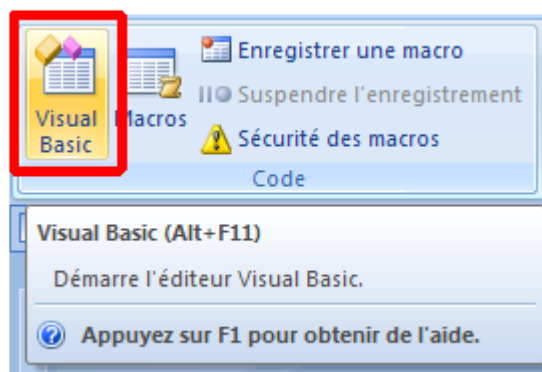 Visual
Basic
Macros
Enregistrer une macro
Suspendre l'enregistrement
Sécurité des macros
Code
Visual Basic (Alt+F11)
Démarre l'éditeur Visual Basic.
Appuyez sur F1 pour obtenir de l'aide.